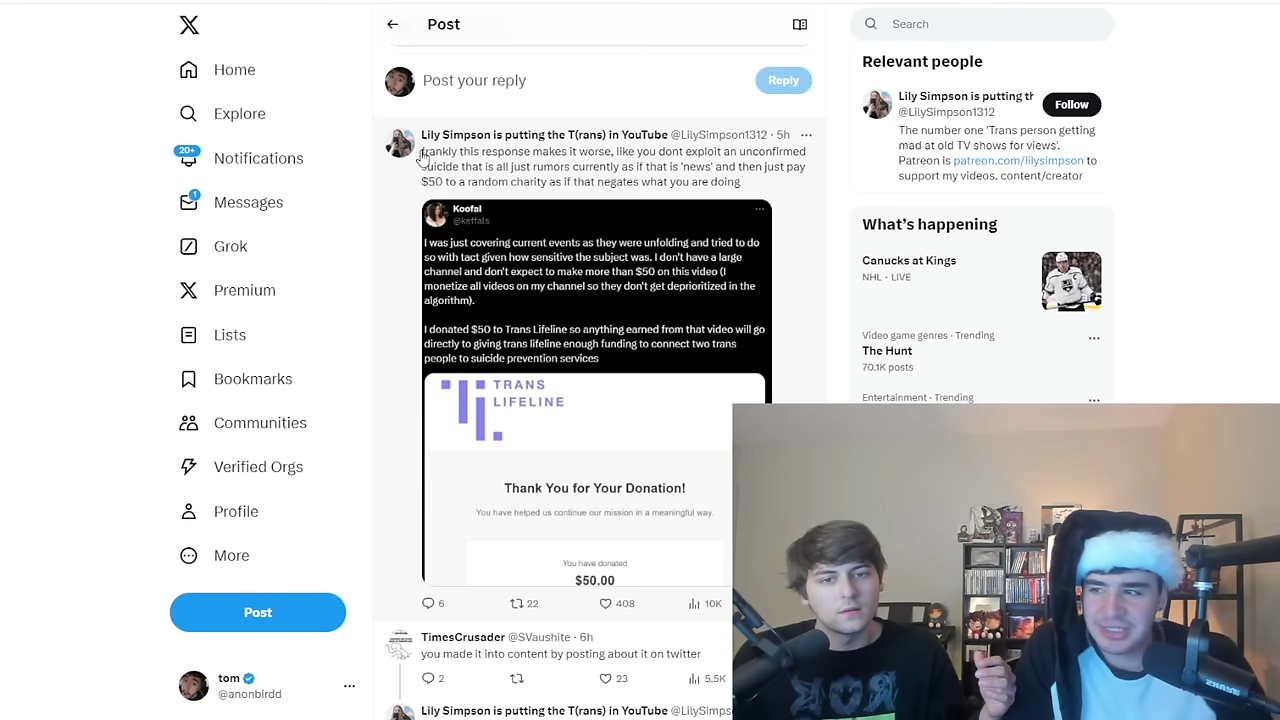 Post
Search
Home
Explore
20+
Notifications
1
Messages
Grok
Premium
Lists
Bookmarks
Communities
Verified Orgs
Profile
More
Post
tom
@anonbirdd
Post your reply
Reply
Lily Simpson is putting the T(rans) in YouTube @LilySimpson1312 · 5h
frankly this response makes it worse, like you dont exploit an unconfirmed
suicide that is all just rumors currently as if that is 'news' and then just pay
$50 to a random charity as if that negates what you are doing
Koofal
@keffals
I was just covering current events as they were unfolding and tried to do
so with tact given how sensitive the subject was. I don't have a large
channel and don't expect to make more than $50 on this video (I
monetize all videos on my channel so they don't get deprioritized in the
algorithm).
I donated $50 to Trans Lifeline so anything earned from that video will go
directly to giving trans lifeline enough funding to connect two trans
people to suicide prevention services
TRANS
LIFELINE
Thank You for Your Donation!
You have helped us continue our mission in a meaningful way.
You have donated
$50.00
6 22 408 10K
TimesCrusader @SVaushite · 6h
you made it into content by posting about it on twitter
2 23 5.5K
Lily Simpson is putting the T(rans) in YouTube @LilySimps
Relevant people
Lily Simpson is putting th
@LilySimpson1312
Follow
The number one 'Trans person getting
mad at old TV shows for views'.
Patreon is patreon.com/lilysimpson to
support my videos. content/creator
What's happening
Canucks at Kings
NHL · LIVE
Video game genres · Trending
The Hunt
70.1K posts
Entertainment · Trending
SHURE